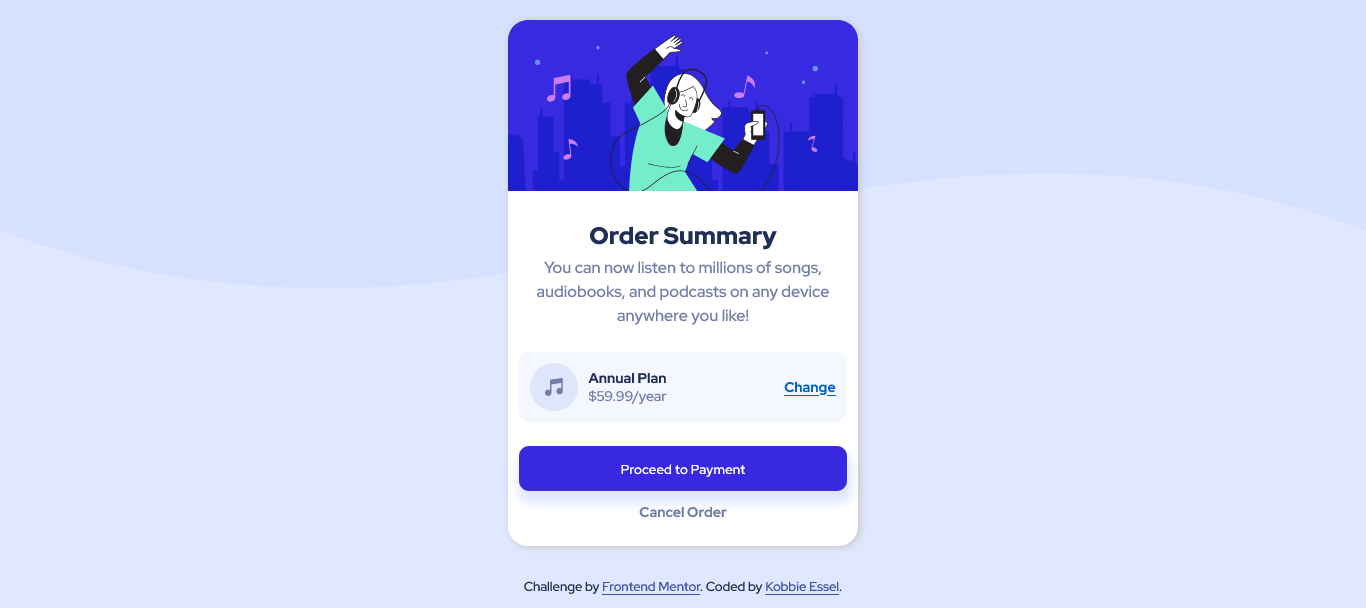 Order Summary
You can now listen to millions of songs,
audiobooks, and podcasts on any device
anywhere you like!
Annual Plan
$59.99/year
Change
Proceed to Payment
Cancel Order
Challenge by Frontend Mentor. Coded by Kobbie Essel.